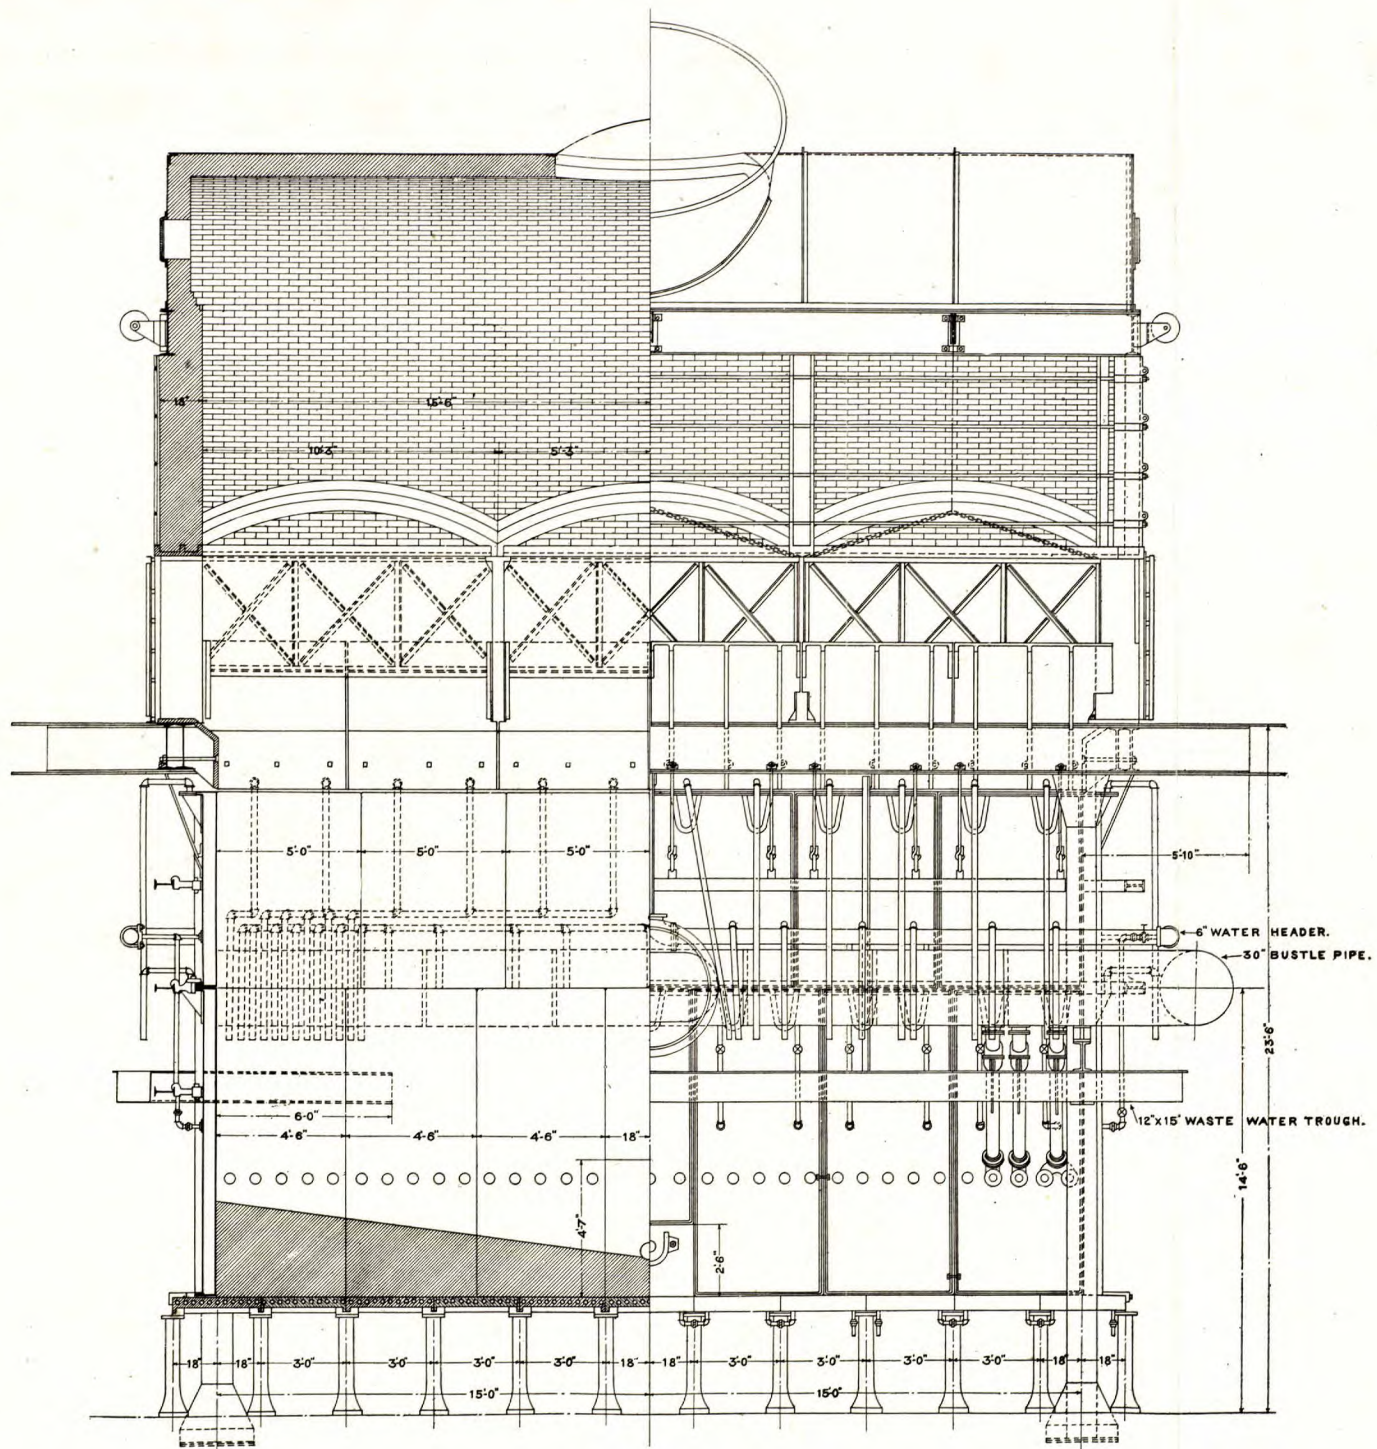 18"
15'-6"
10'-3" 5'-3"
5'-0" 5'-0" 5'-0" 5'-10"
6" WATER HEADER.
30" BUSTLE PIPE.
23'-6"
6'-0"
12"x15" WASTE WATER TROUGH.
4'-6" 4'-6" 4'-6" 18"
14'-6"
4'-7"
2'-6"
18" 18" 3'-0" 3'-0" 3'-0" 3'-0" 18" 18" 3'-0" 3'-0" 3'-0" 3'-0" 18" 18"
15'-0" 15'-0"